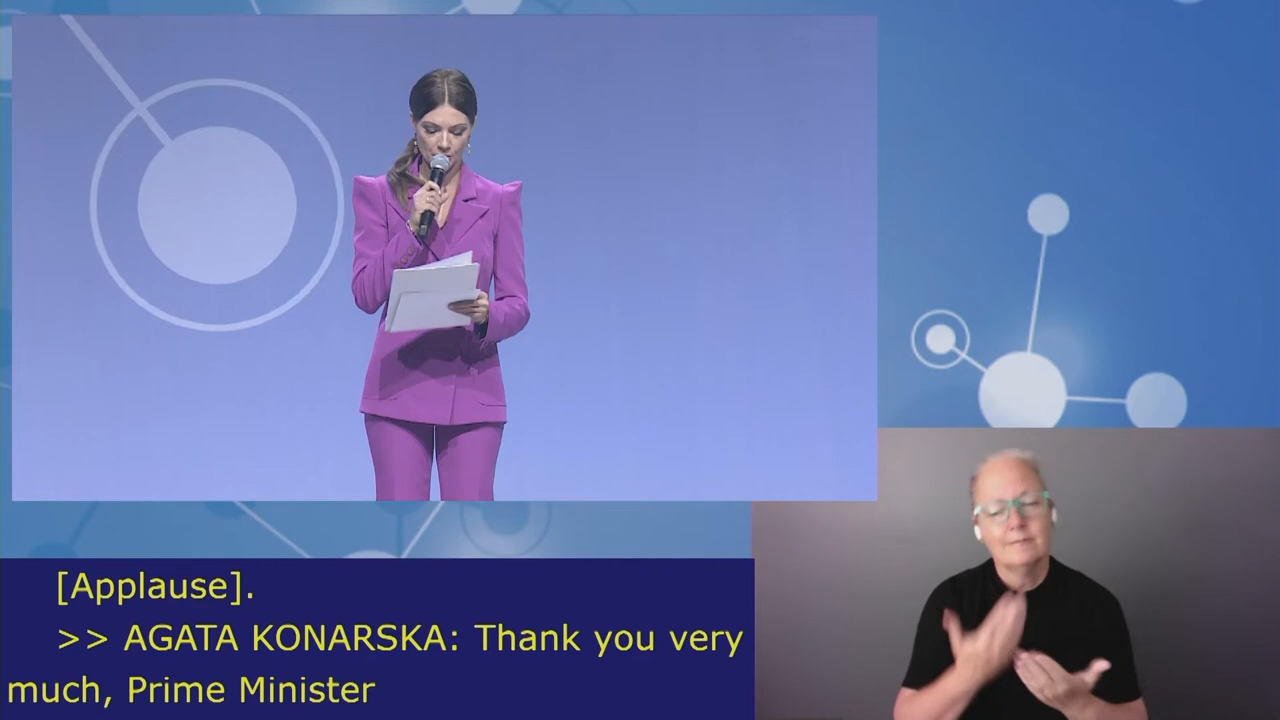 [Applause].
>> AGATA KONARSKA: Thank you very
much, Prime Minister